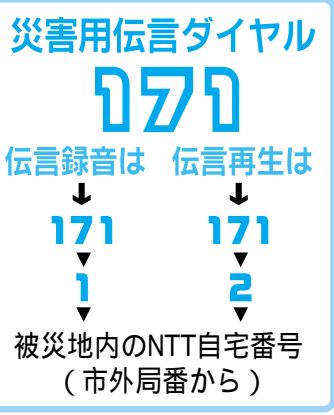 災害用伝言ダイヤル
171
伝言録音は 伝言再生は
↓ ↓
171 171
▼ ▼
1 2
▼ ▼
被災地内のNTT自宅番号
(市外局番から)